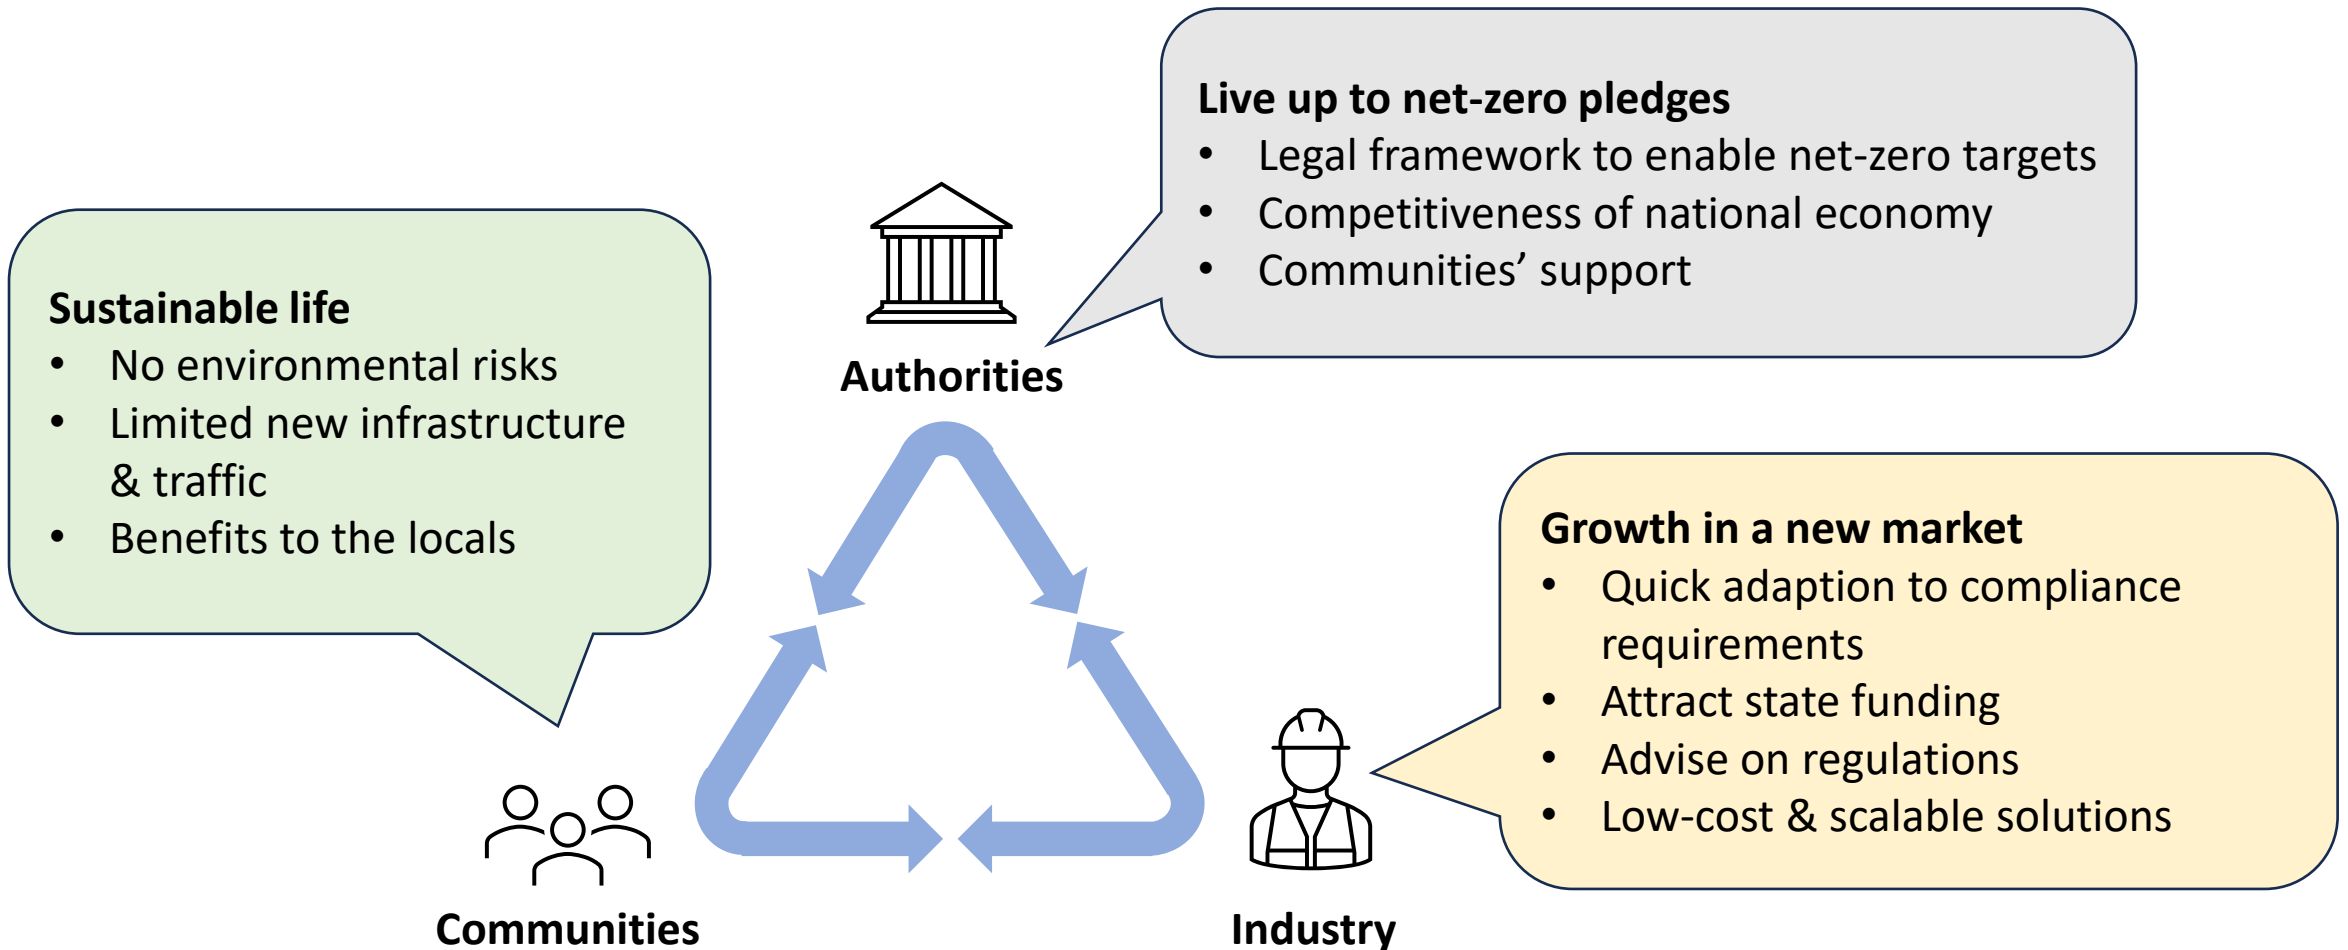 Live up to net-zero pledges
• Legal framework to enable net-zero targets
• Competitiveness of national economy
• Communities’ support
Authorities
Sustainable life
• No environmental risks
• Limited new infrastructure
& traffic
• Benefits to the locals
Growth in a new market
• Quick adaption to compliance
requirements
• Attract state funding
• Advise on regulations
• Low-cost & scalable solutions
Communities
Industry